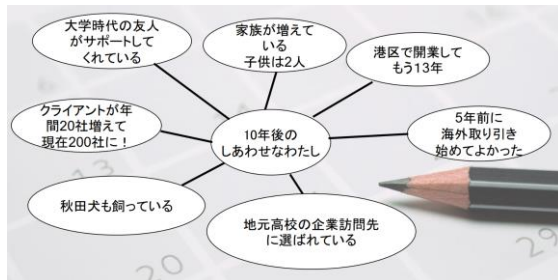 大学時代の友人
がサポートして
くれている
家族が増えて
いる
子供は2人
港区で開業して
もう13年
クライアントが年
間20社増えて
現在200社に！
10年後の
しあわせなわたし
5年前に
海外取り引き
始めてよかった
秋田犬も飼っている
地元高校の企業訪問先
に選ばれている
20
29